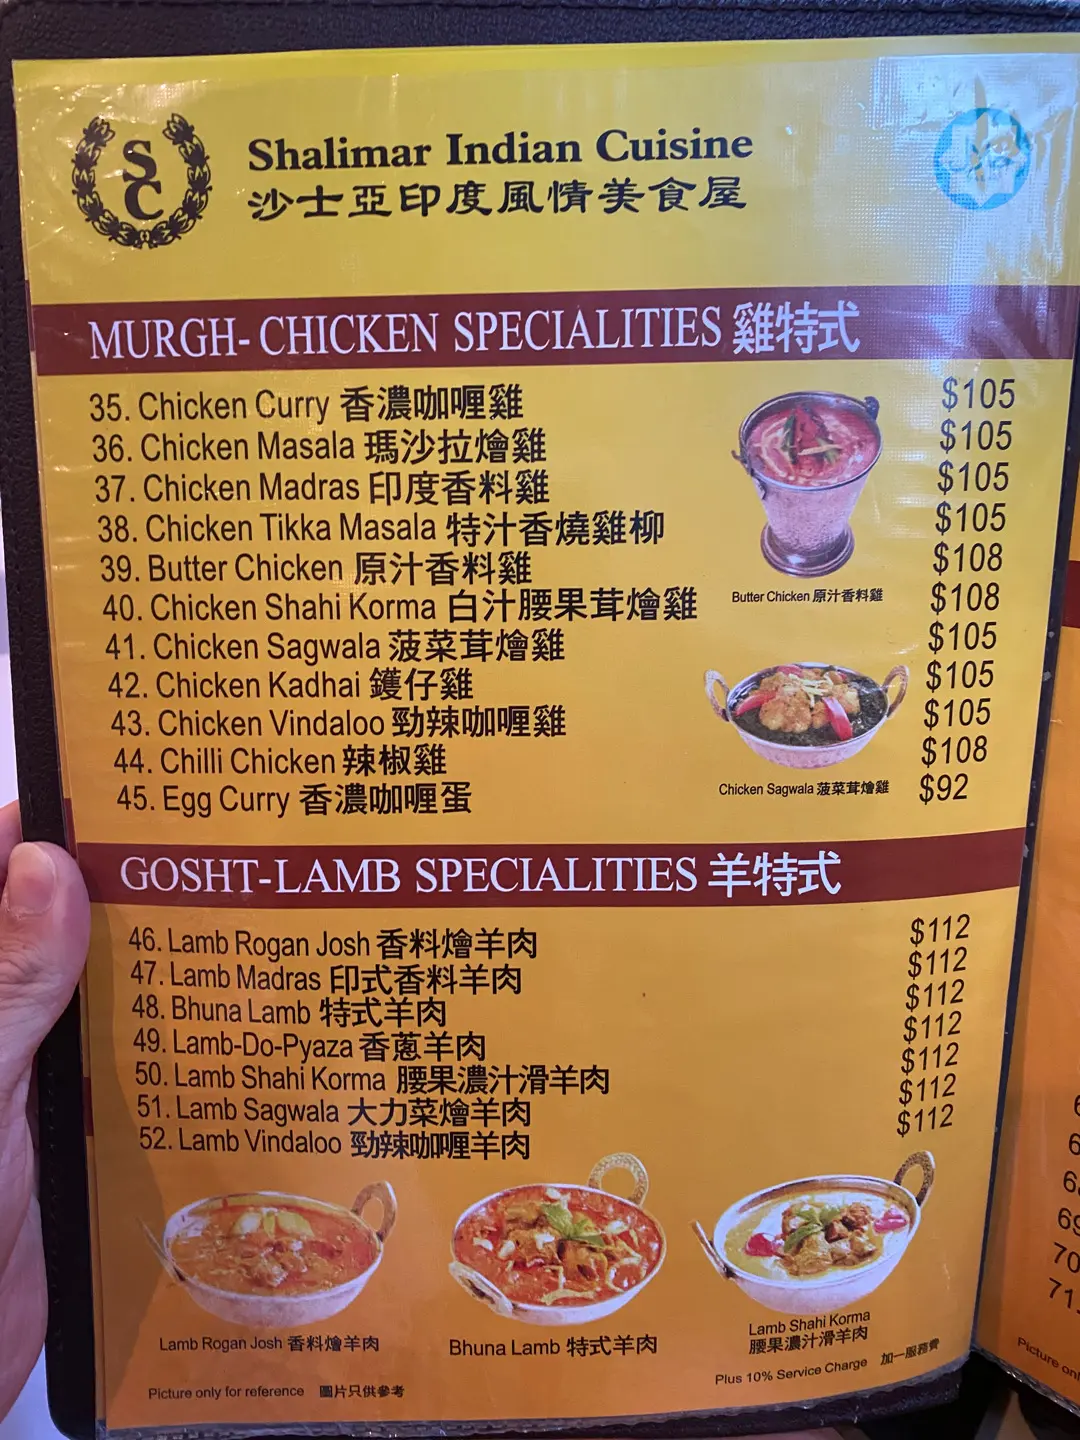 SC
Shalimar Indian Cuisine
沙士亞印度風情美食屋
MURGH- CHICKEN SPECIALITIES 雞特式
35. Chicken Curry 香濃咖喱雞 $105
36. Chicken Masala 瑪沙拉燴雞 $105
37. Chicken Madras 印度香料雞 $105
38. Chicken Tikka Masala 特汁香燒雞柳 $105
39. Butter Chicken 原汁香料雞 $108
40. Chicken Shahi Korma 白汁腰果茸燴雞 $108
41. Chicken Sagwala 菠菜茸燴雞 $105
42. Chicken Kadhai 鑊仔雞 $105
43. Chicken Vindaloo 勁辣咖喱雞 $105
44. Chilli Chicken 辣椒雞 $108
45. Egg Curry 香濃咖喱蛋 $92
Butter Chicken 原汁香料雞
Chicken Sagwala 菠菜茸燴雞
GOSHT-LAMB SPECIALITIES 羊特式
46. Lamb Rogan Josh 香料燴羊肉 $112
47. Lamb Madras 印式香料羊肉 $112
48. Bhuna Lamb 特式羊肉 $112
49. Lamb-Do-Pyaza 香蔥羊肉 $112
50. Lamb Shahi Korma 腰果濃汁滑羊肉 $112
51. Lamb Sagwala 大力菜燴羊肉 $112
52. Lamb Vindaloo 勁辣咖喱羊肉 $112
Lamb Rogan Josh 香料燴羊肉
Bhuna Lamb 特式羊肉
Lamb Shahi Korma
腰果濃汁滑羊肉
Plus 10% Service Charge 加一服務費
Picture only for reference 圖片只供參考
69
70
71.
Picture